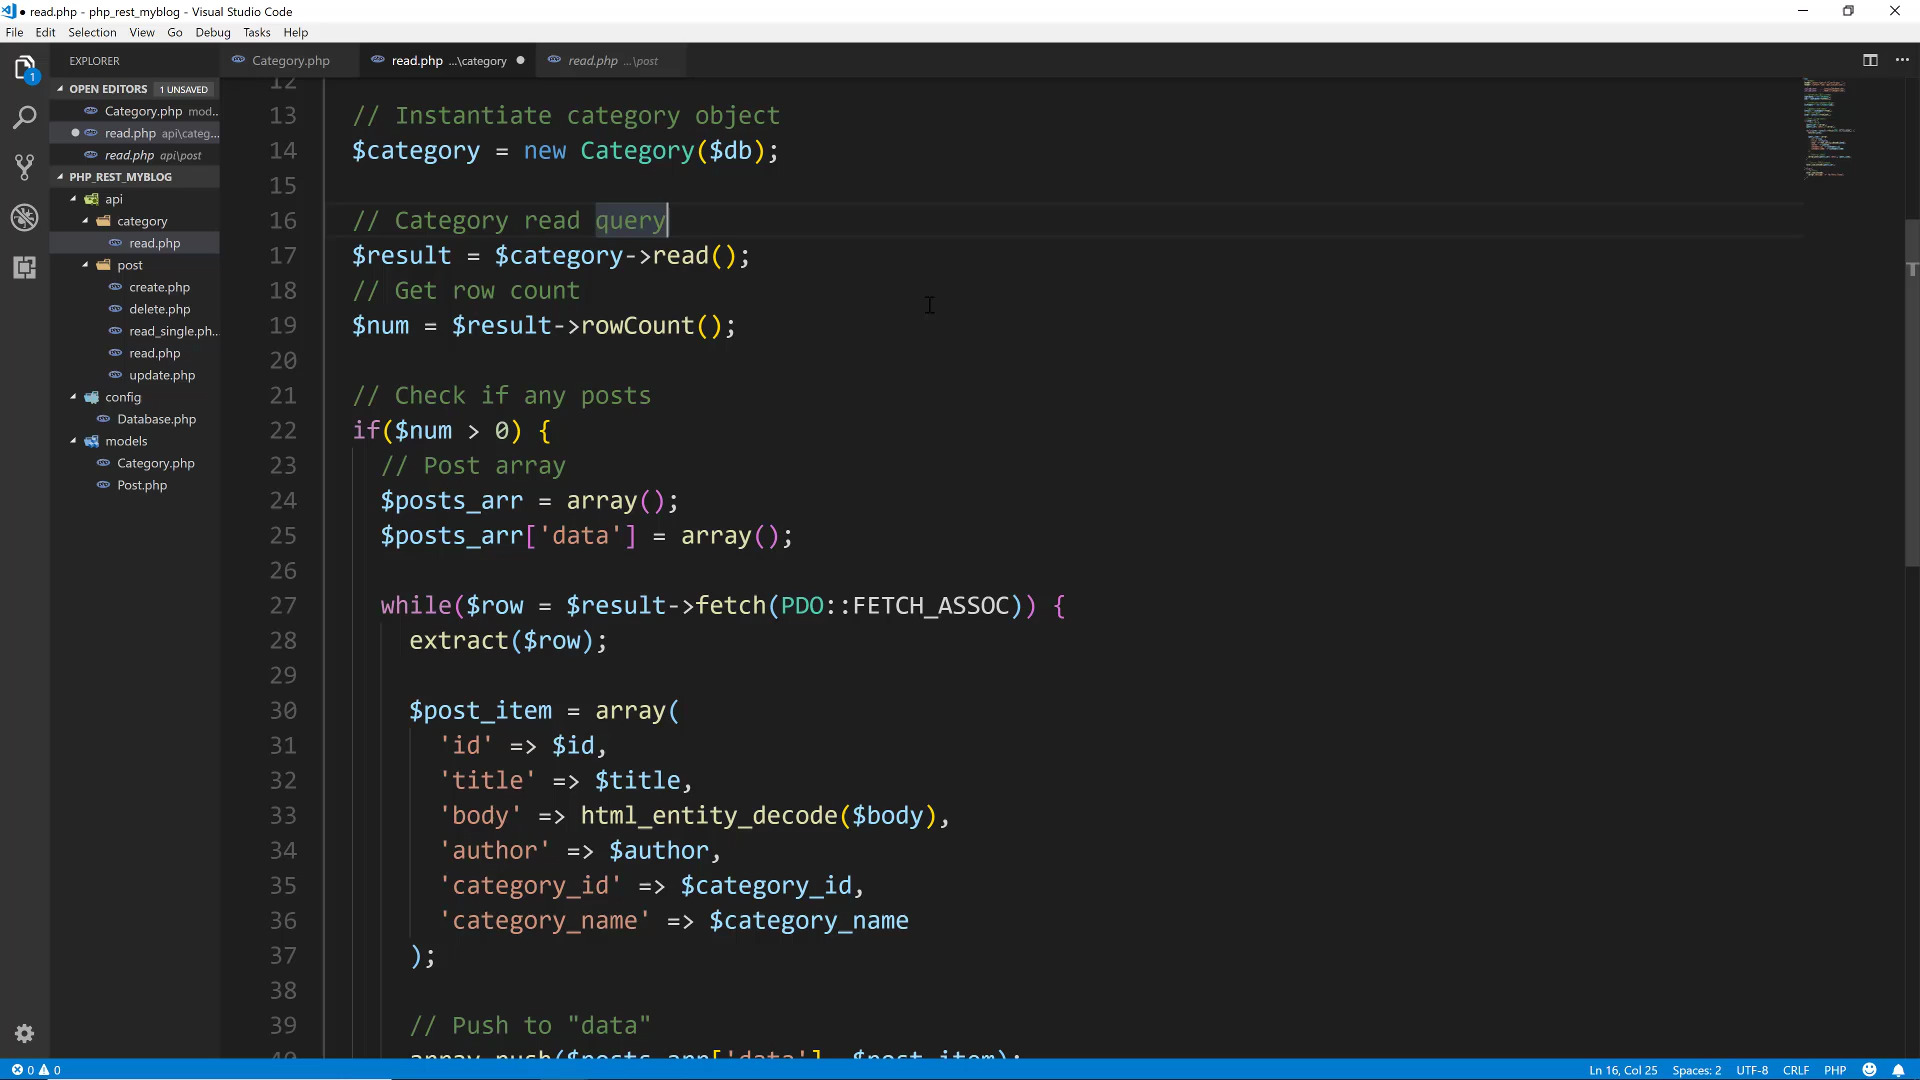 ● read.php - php_rest_myblog - Visual Studio Code
File Edit Selection View Go Debug Tasks Help
EXPLORER
Category.php
read.php ...\category
read.php ...\post
1
OPEN EDITORS 1 UNSAVED
Category.php mod...
read.php api\categ...
read.php api\post
PHP_REST_MYBLOG
api
category
read.php
post
create.php
delete.php
read_single.ph...
read.php
update.php
config
Database.php
models
Category.php
Post.php
12
13 // Instantiate category object
14 $category = new Category($db);
15
16 // Category read query
17 $result = $category->read();
18 // Get row count
19 $num = $result->rowCount();
20
21 // Check if any posts
22 if($num > 0) {
23 // Post array
24 $posts_arr = array();
25 $posts_arr['data'] = array();
26
27 while($row = $result->fetch(PDO::FETCH_ASSOC)) {
28 extract($row);
29
30 $post_item = array(
31 'id' => $id,
32 'title' => $title,
33 'body' => html_entity_decode($body),
34 'author' => $author,
35 'category_id' => $category_id,
36 'category_name' => $category_name
37 );
38
39 // Push to "data"
40 array_push($posts_arr['data'], $post_item);
0 0
Ln 16, Col 25 Spaces: 2 UTF-8 CRLF PHP